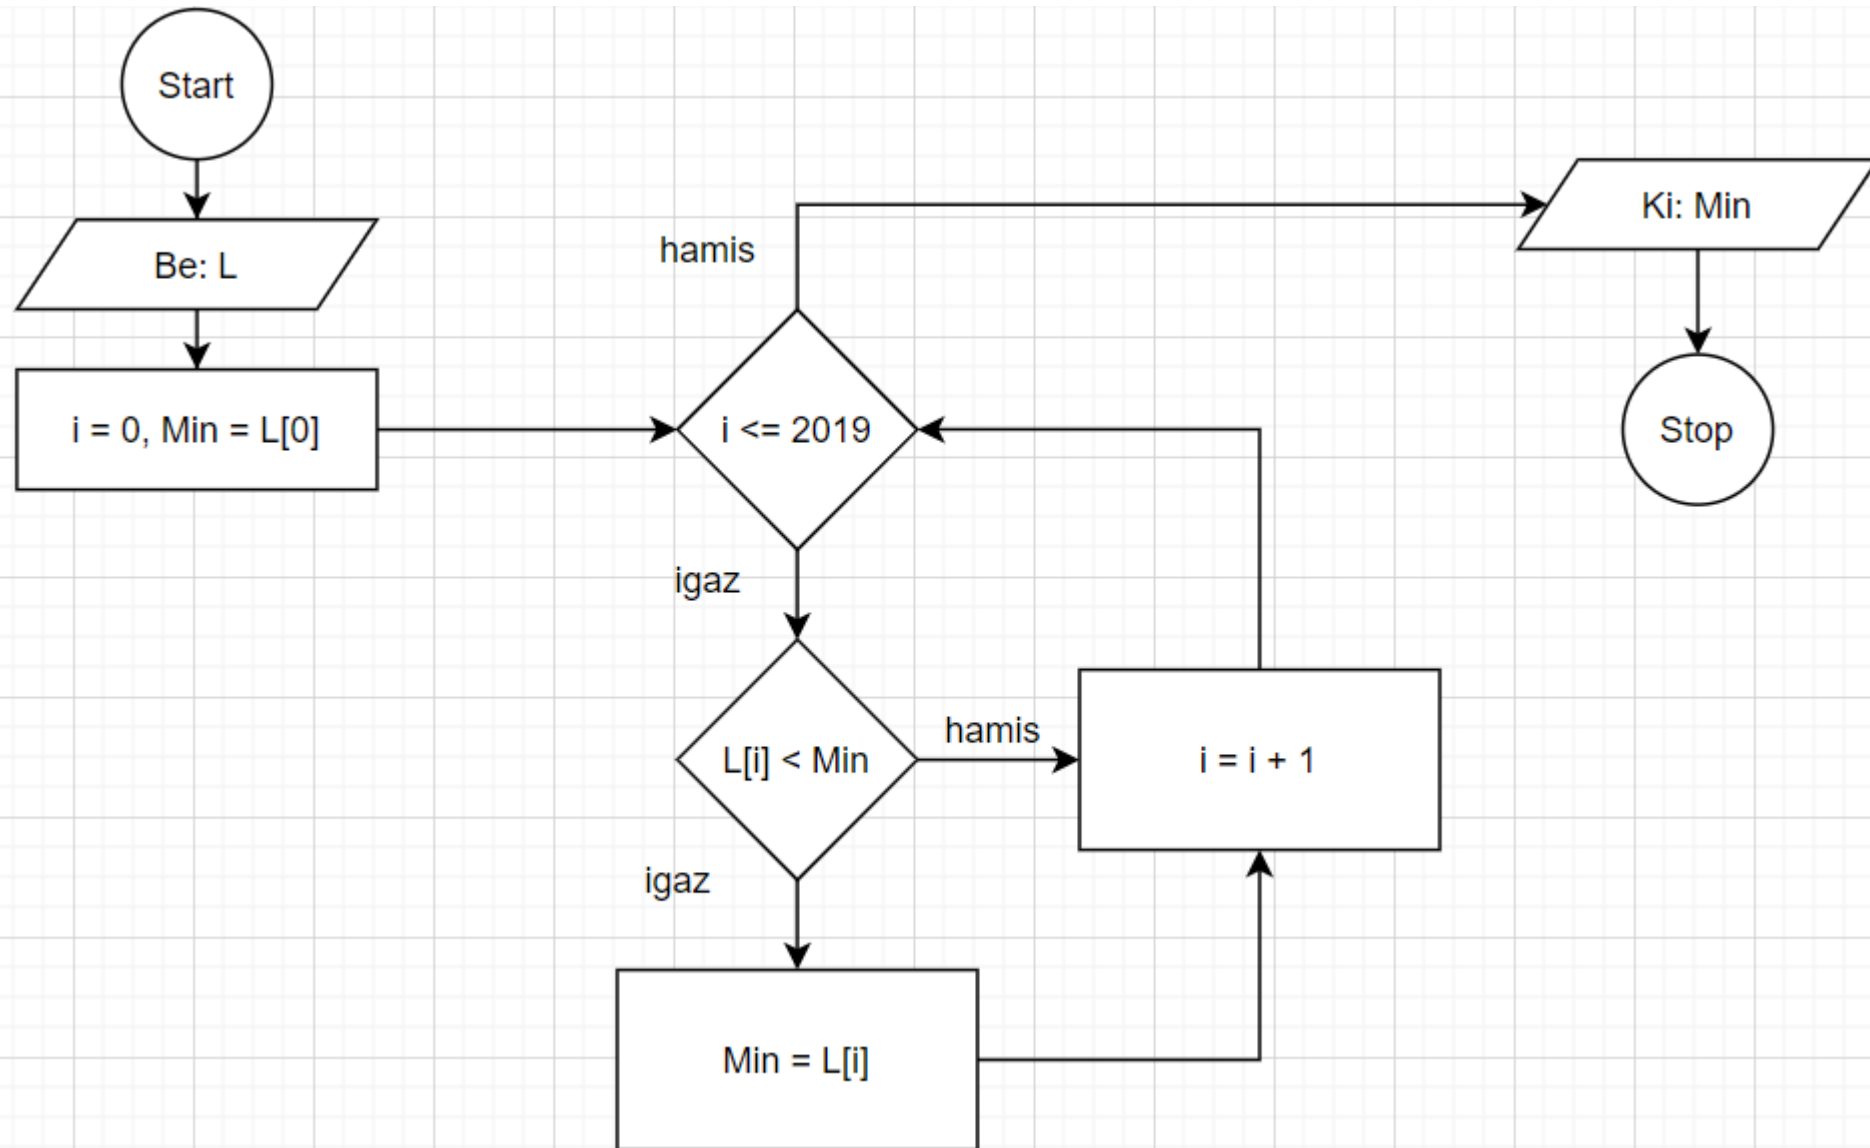 Start
Be: L
i = 0, Min = L[0]
i <= 2019
hamis
Ki: Min
Stop
igaz
L[i] < Min
hamis
i = i + 1
igaz
Min = L[i]